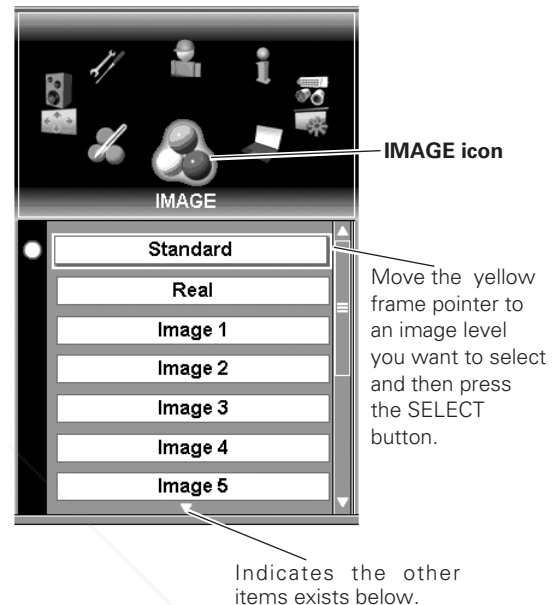 IMAGE icon
IMAGE
Standard
Real
Image 1
Image 2
Image 3
Image 4
Image 5
Move the yellow
frame pointer to
an image level
you want to select
and then press
the SELECT
button.
Indicates the other
items exists below.